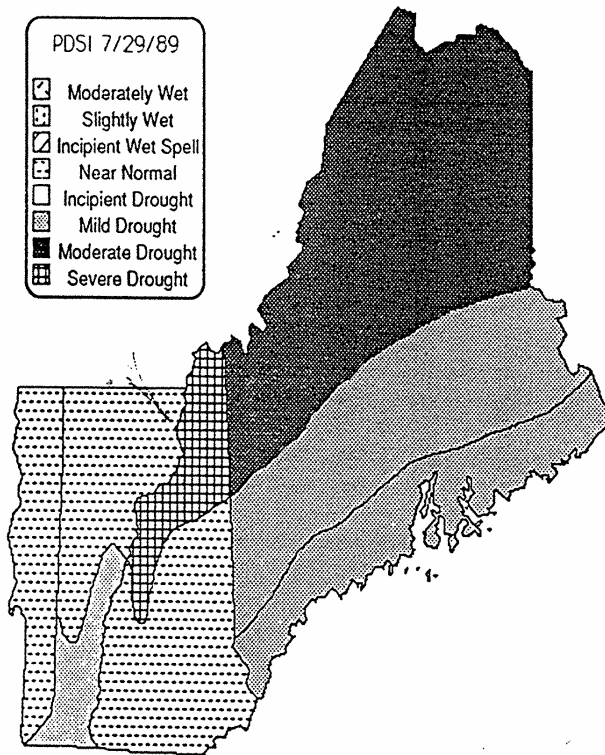 PDSI 7/29/89
Moderately Wet
Slightly Wet
Incipient Wet Spell
Near Normal
Incipient Drought
Mild Drought
Moderate Drought
Severe Drought